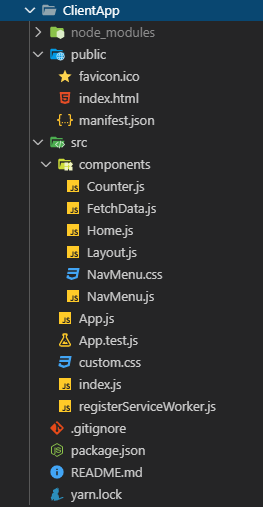 ClientApp
node_modules
public
favicon.ico
index.html
manifest.json
src
components
Counter.js
FetchData.js
Home.js
Layout.js
NavMenu.css
NavMenu.js
App.js
App.test.js
custom.css
index.js
registerServiceWorker.js
.gitignore
package.json
README.md
yarn.lock